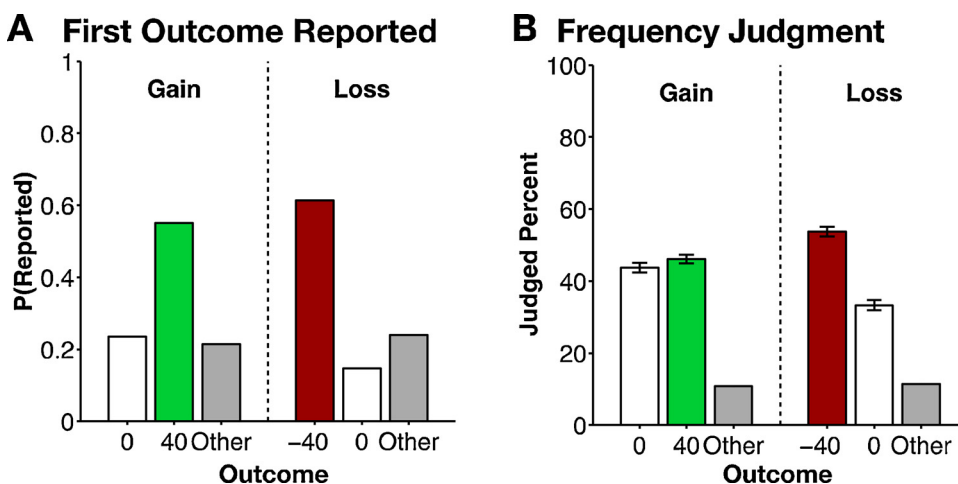 A First Outcome Reported
P(Reported)
1
0.8
0.6
0.4
0.2
0
Gain
Loss
0 40 Other −40 0 Other
Outcome
B Frequency Judgment
Judged Percent
100
80
60
40
20
0
Gain
Loss
0 40 Other −40 0 Other
Outcome